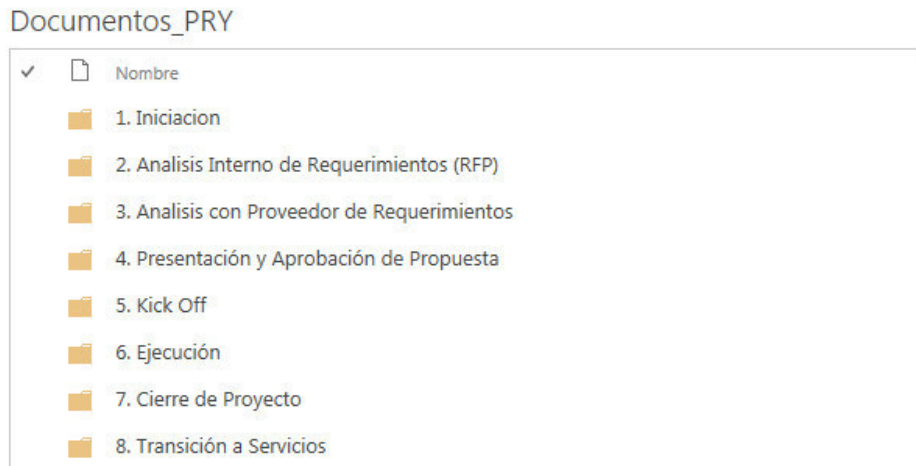 Documentos_PRY
Nombre
1. Iniciacion
2. Analisis Interno de Requerimientos (RFP)
3. Analisis con Proveedor de Requerimientos
4. Presentación y Aprobación de Propuesta
5. Kick Off
6. Ejecución
7. Cierre de Proyecto
8. Transición a Servicios